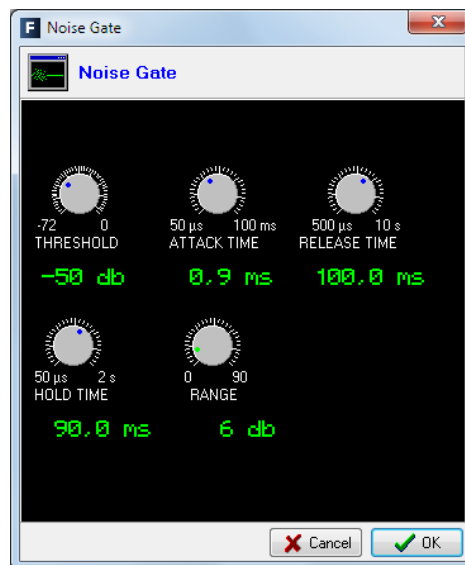 F Noise Gate
X
Noise Gate
-72 0 50 µs 100 ms 500 µs 10 s
THRESHOLD ATTACK TIME RELEASE TIME
-50 db 0,9 ms 100,0 ms
50 µs 2 s 0 90
HOLD TIME RANGE
90,0 ms 6 db
Cancel OK